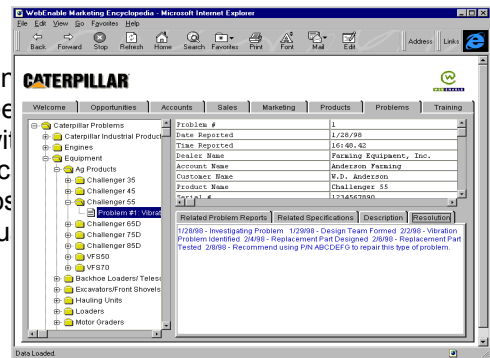 WebEnable Marketing Encyclopedia - Microsoft Internet Explorer
File Edit View Go Favorites Help
Back Forward Stop Refresh Home Search Favorites Print Font Mail Edit Address Links
CATERPILLAR
WEBENABLE
Welcome Opportunities Accounts Sales Marketing Products Problems Training
Caterpillar Problems
Caterpillar Industrial Product
Engines
Equipment
Ag Products
Challenger 35
Challenger 45
Challenger 55
Problem #1: Vibrat
Challenger 65D
Challenger 75D
Challenger 85D
VFS50
VFS70
Backhoe Loaders/ Telesc
Excavators/Front Shovels
Hauling Units
Loaders
Motor Graders
Problem # 1
Date Reported 1/28/98
Time Reported 16:48.42
Dealer Name Farming Equipment, Inc.
Account Name Anderson Farming
Customer Name W.D. Anderson
Product Name Challenger 55
Serial # 1234567890
Related Problem Reports Related Specifications Description Resolution
1/28/98 - Investigating Problem 1/29/98 - Design Team Formed 2/2/98 - Vibration
Problem Identified 2/4/98 - Replacement Part Designed 2/6/98 - Replacement Part
Tested 2/8/98 - Recommend using P/N ABCDEFG to repair this type of problem.
Data Loaded.